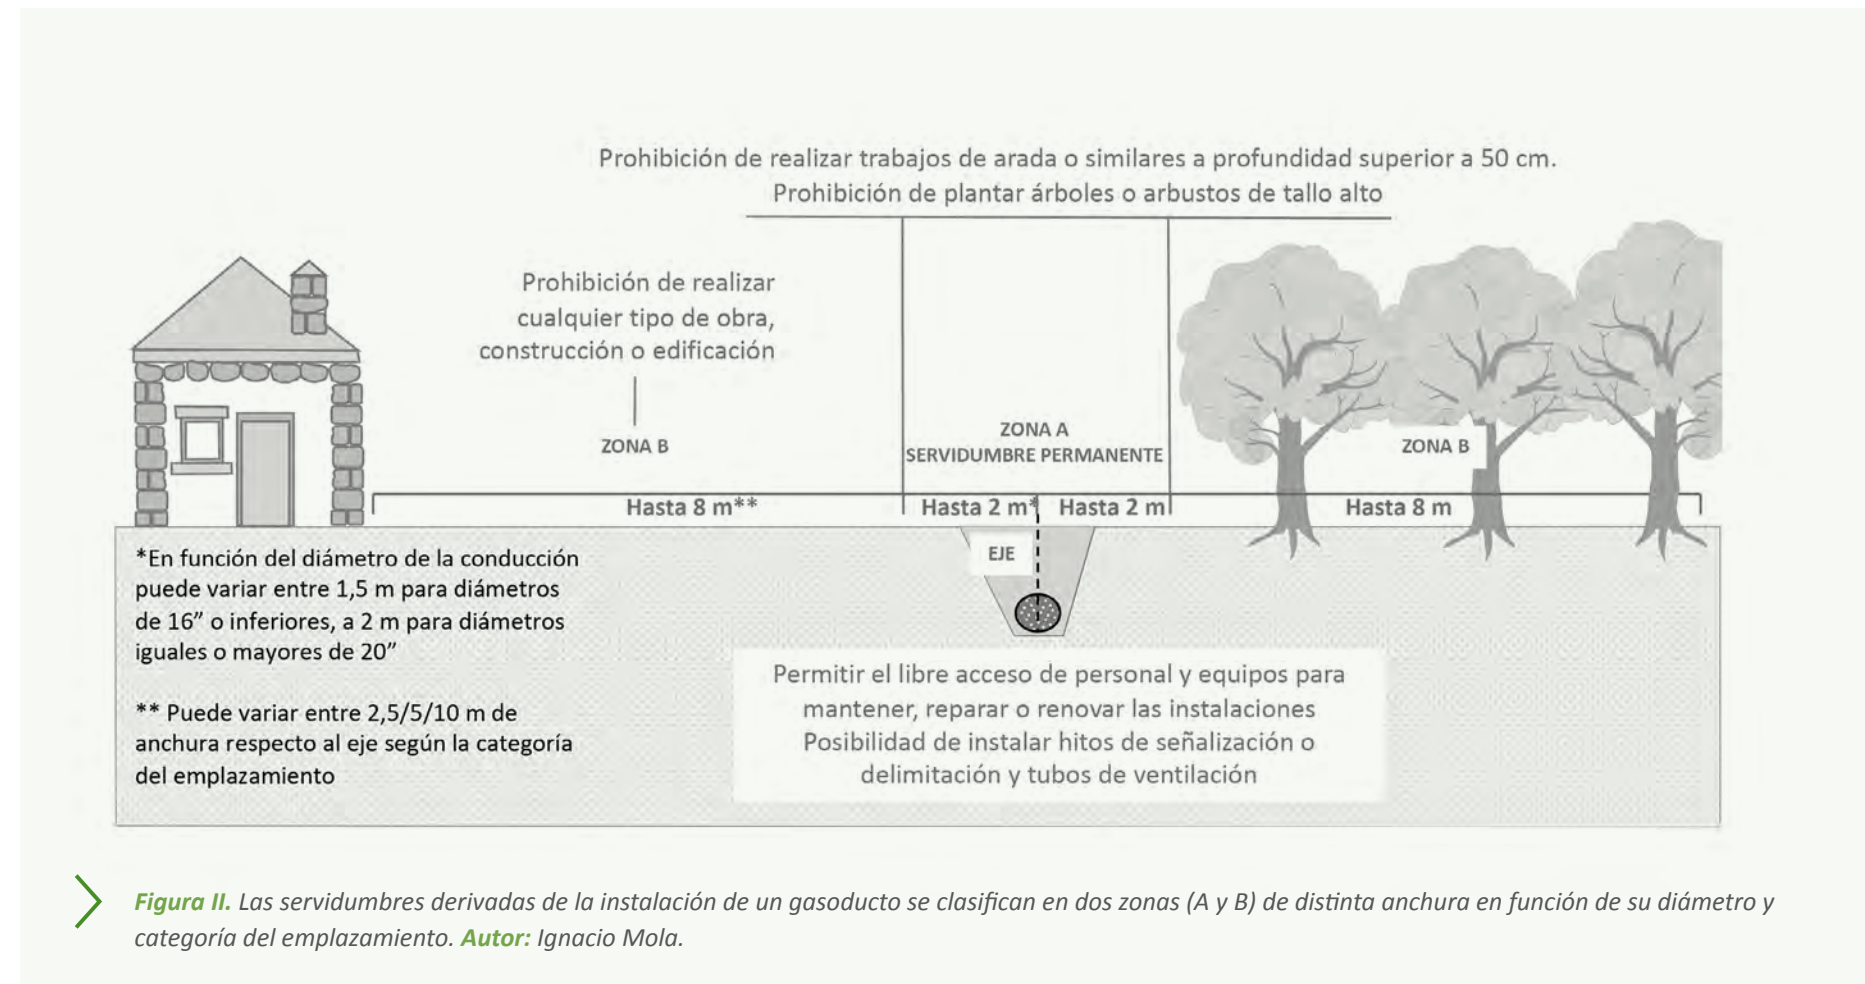 Prohibición de realizar trabajos de arada o similares a profundidad superior a 50 cm.
Prohibición de plantar árboles o arbustos de tallo alto
Prohibición de realizar
cualquier tipo de obra,
construcción o edificación
ZONA B
ZONA A
SERVIDUMBRE PERMANENTE
ZONA B
Hasta 8 m**
Hasta 2 m*
Hasta 2 m
Hasta 8 m
EJE
*En función del diámetro de la conducción
puede variar entre 1,5 m para diámetros
de 16” o inferiores, a 2 m para diámetros
iguales o mayores de 20”
** Puede variar entre 2,5/5/10 m de
anchura respecto al eje según la categoría
del emplazamiento
Permitir el libre acceso de personal y equipos para
mantener, reparar o renovar las instalaciones
Posibilidad de instalar hitos de señalización o
delimitación y tubos de ventilación
Figura II. Las servidumbres derivadas de la instalación de un gasoducto se clasifican en dos zonas (A y B) de distinta anchura en función de su diámetro y
categoría del emplazamiento. Autor: Ignacio Mola.